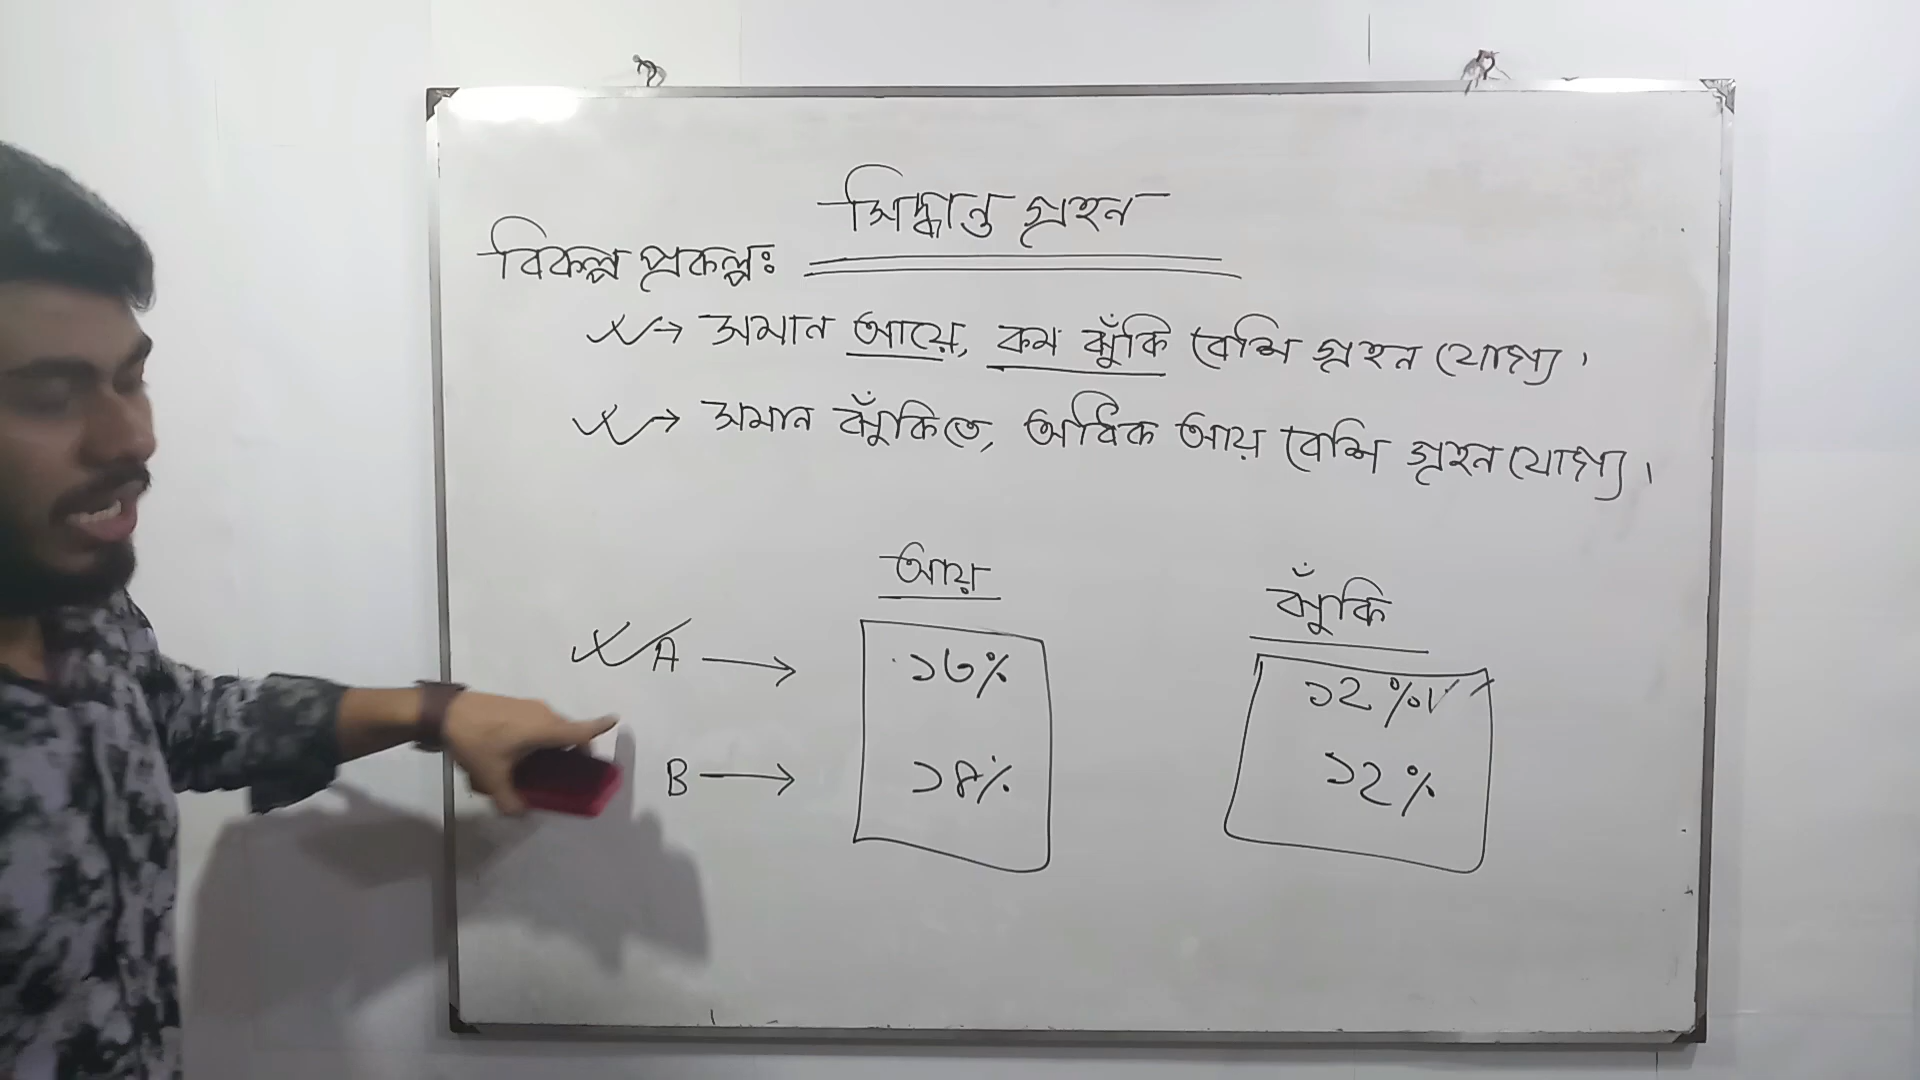 সিদ্ধান্ত গ্রহন
বিকল্প প্রকল্পঃ
→ সমান আয়ে, কম ঝুঁকি বেশি গ্রহন যোগ্য।
→ সমান ঝুঁকিতে, অধিক আয় বেশি গ্রহন যোগ্য।
আয় ঝুঁকি
A → ১৬% ১২%
B → ১৪% ১২%